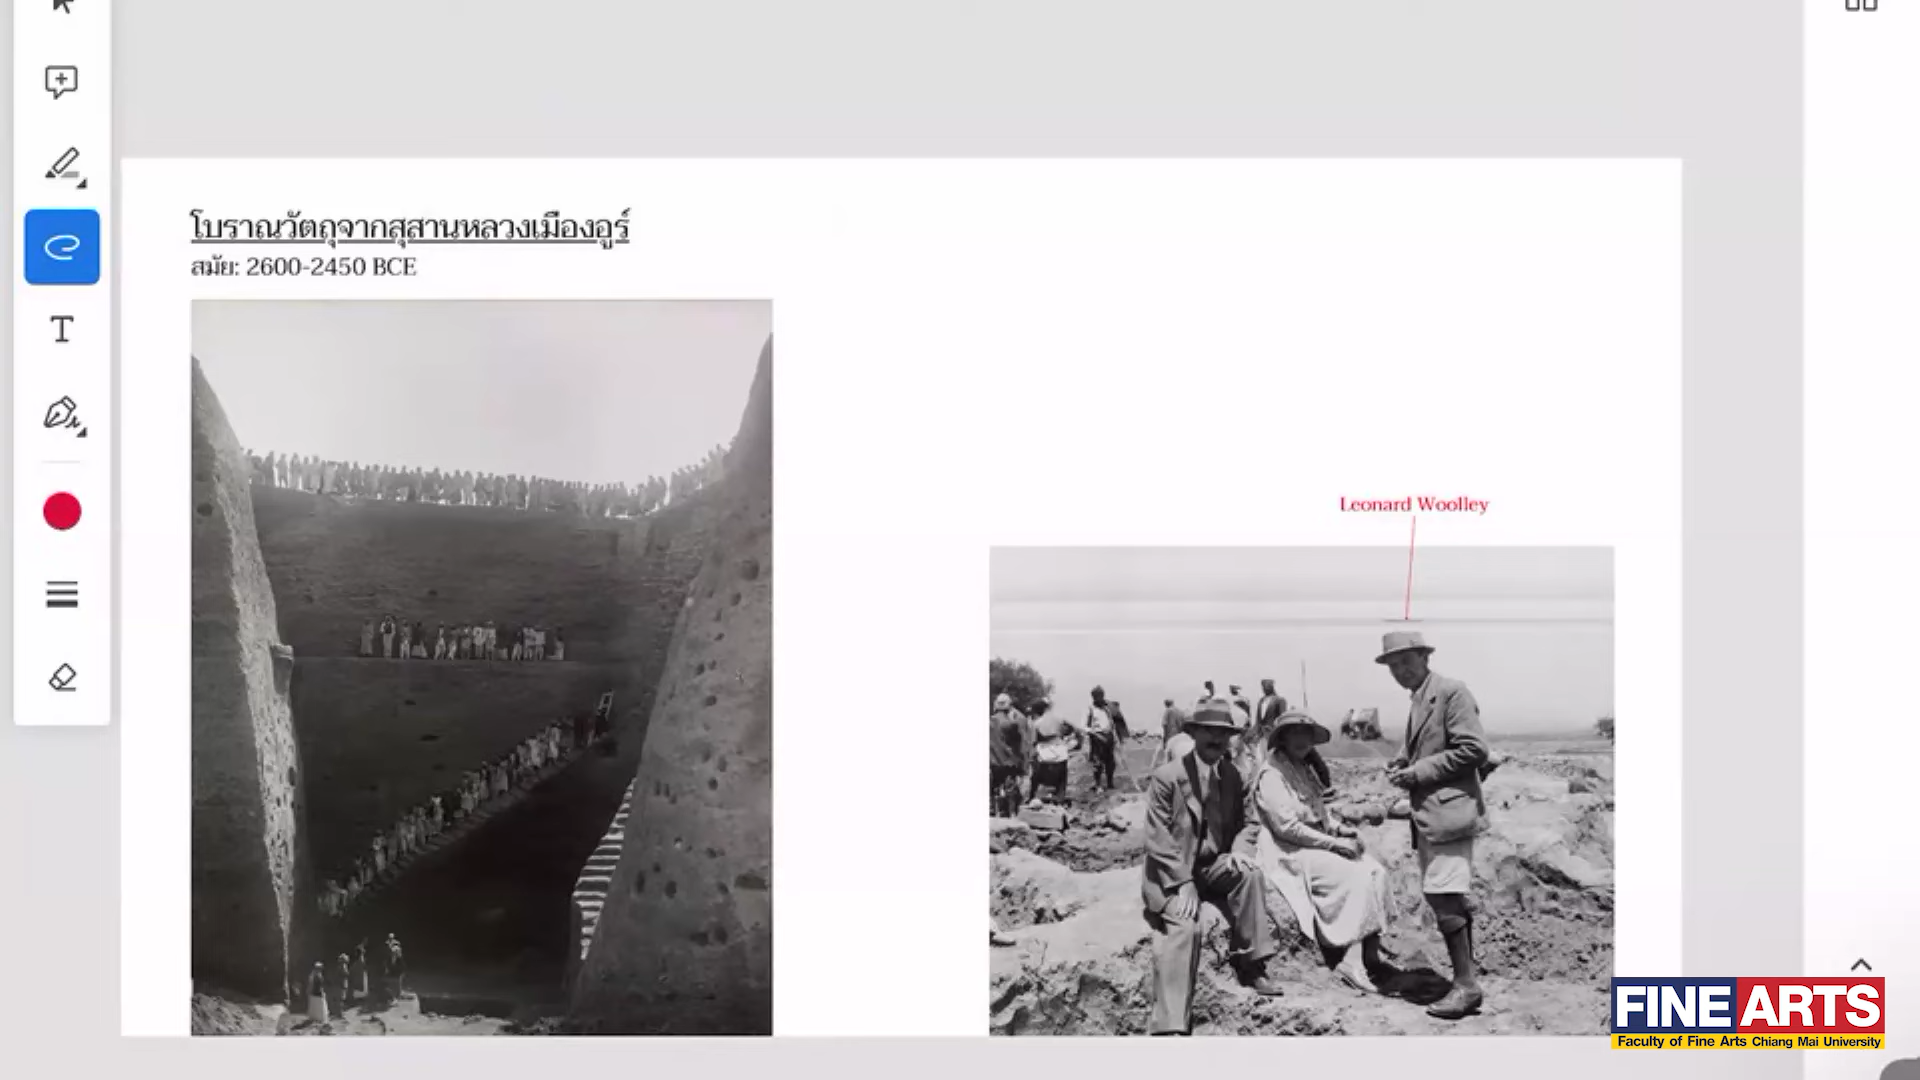 โบราณวัตถุจากสุสานหลวงเมืองอูร์
สมัย: 2600-2450 BCE
Leonard Woolley
FINE ARTS
Faculty of Fine Arts Chiang Mai University